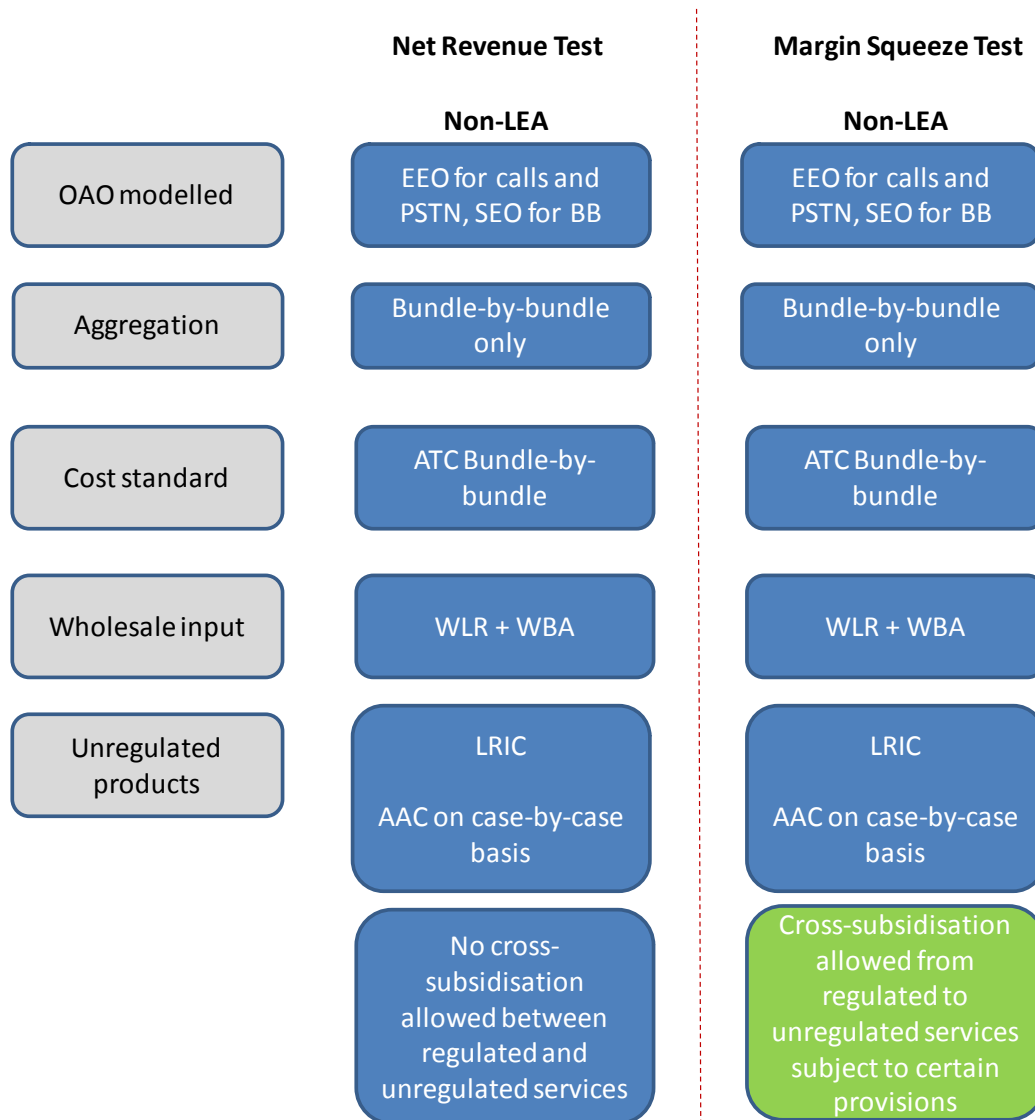 Net Revenue Test
Margin Squeeze Test
Non-LEA
Non-LEA
OAO modelled
EEO for calls and
PSTN, SEO for BB
EEO for calls and
PSTN, SEO for BB
Aggregation
Bundle-by-bundle
only
Bundle-by-bundle
only
Cost standard
ATC Bundle-by-
bundle
ATC Bundle-by-
bundle
Wholesale input
WLR + WBA
WLR + WBA
Unregulated
products
LRIC
AAC on case-by-case
basis
LRIC
AAC on case-by-case
basis
No cross-
subsidisation
allowed between
regulated and
unregulated services
Cross-subsidisation
allowed from
regulated to
unregulated services
subject to certain
provisions